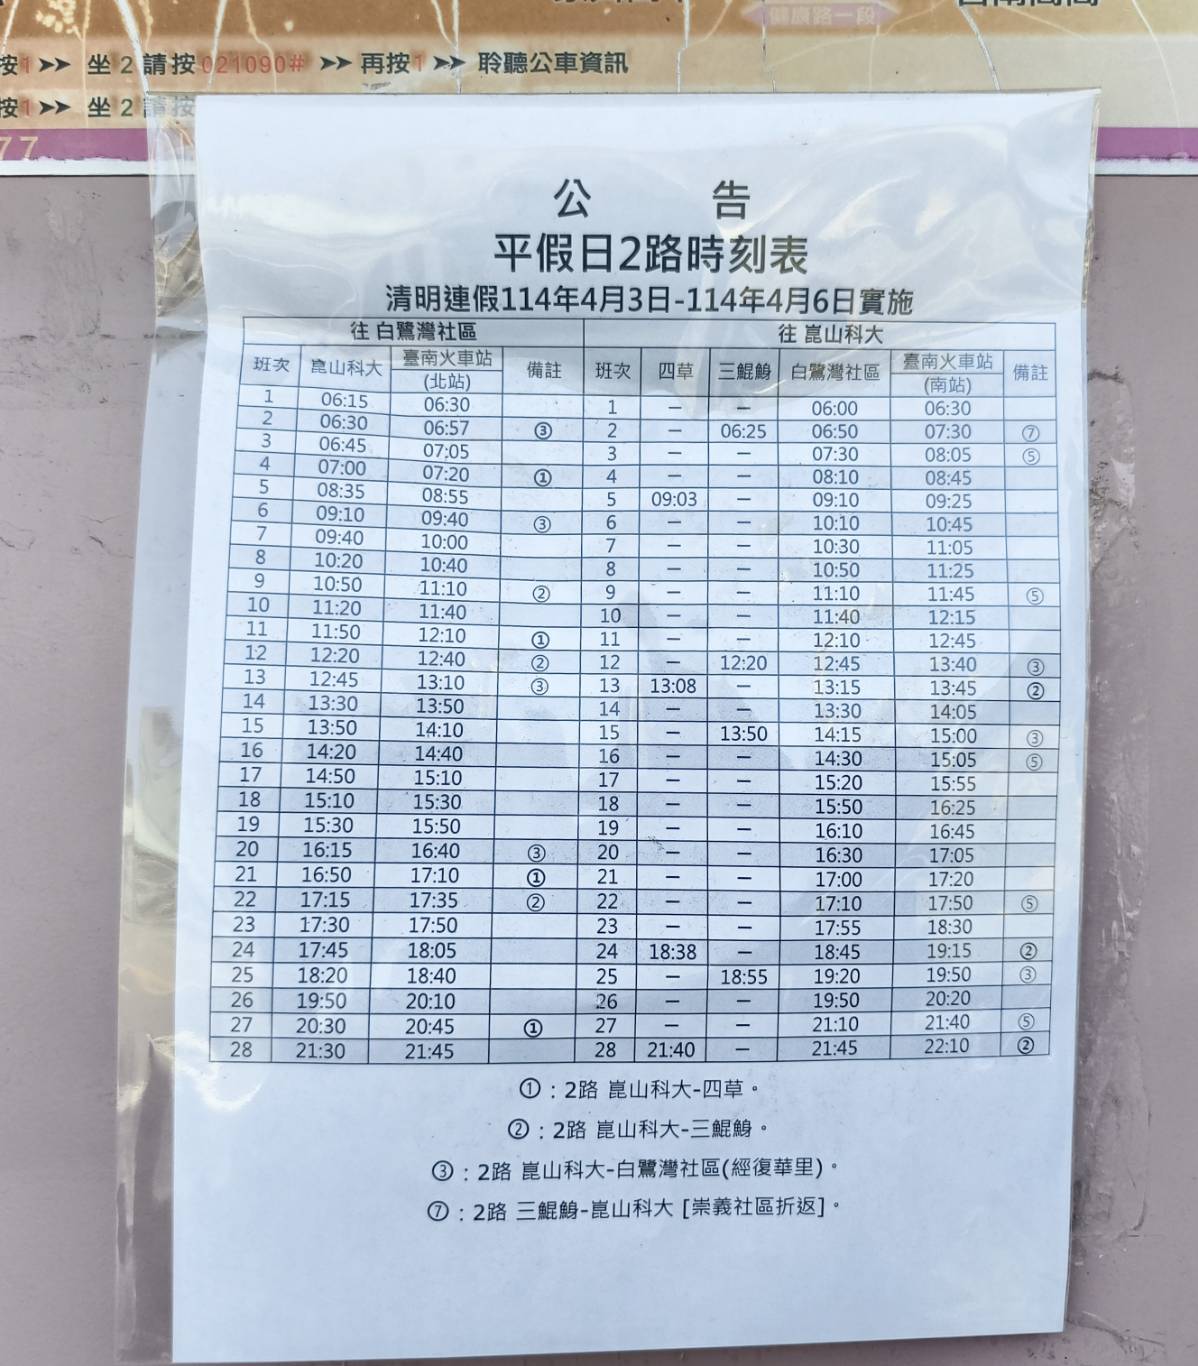 健康路一段
按1 ➤➤ 坐2請按021090# ➤➤ 再按1 ➤➤ 聆聽公車資訊
按1 ➤➤ 坐2請按
77
公 告
平假日2路時刻表
清明連假114年4月3日-114年4月6日實施
往 白鷺灣社區 往 崑山科大
班次 崑山科大 臺南火車站(北站) 備註 班次 四草 三鯤鯓 白鷺灣社區 臺南火車站(南站) 備註
1 06:15 06:30 1 — — 06:00 06:30
2 06:30 06:57 ③ 2 — 06:25 06:50 07:30 ⑦
3 06:45 07:05 3 — — 07:30 08:05 ⑤
4 07:00 07:20 ① 4 — — 08:10 08:45
5 08:35 08:55 5 09:03 — 09:10 09:25
6 09:10 09:40 ③ 6 — — 10:10 10:45
7 09:40 10:00 7 — — 10:30 11:05
8 10:20 10:40 8 — — 10:50 11:25
9 10:50 11:10 ② 9 — — 11:10 11:45 ⑤
10 11:20 11:40 10 — — 11:40 12:15
11 11:50 12:10 ① 11 — — 12:10 12:45
12 12:20 12:40 ② 12 — 12:20 12:45 13:40 ③
13 12:45 13:10 ③ 13 13:08 — 13:15 13:45 ②
14 13:30 13:50 14 — — 13:30 14:05
15 13:50 14:10 15 — 13:50 14:15 15:00 ③
16 14:20 14:40 16 — — 14:30 15:05 ⑤
17 14:50 15:10 17 — — 15:20 15:55
18 15:10 15:30 18 — — 15:50 16:25
19 15:30 15:50 19 — — 16:10 16:45
20 16:15 16:40 ③ 20 — — 16:30 17:05
21 16:50 17:10 ① 21 — — 17:00 17:20
22 17:15 17:35 ② 22 — — 17:10 17:50 ⑤
23 17:30 17:50 23 — — 17:55 18:30
24 17:45 18:05 24 18:38 — 18:45 19:15 ②
25 18:20 18:40 25 — 18:55 19:20 19:50 ③
26 19:50 20:10 26 — — 19:50 20:20
27 20:30 20:45 ① 27 — — 21:10 21:40 ⑤
28 21:30 21:45 28 21:40 — 21:45 22:10 ②
①：2路 崑山科大-四草。
②：2路 崑山科大-三鯤鯓。
③：2路 崑山科大-白鷺灣社區(經復華里)。
⑦：2路 三鯤鯓-崑山科大 [崇義社區折返]。